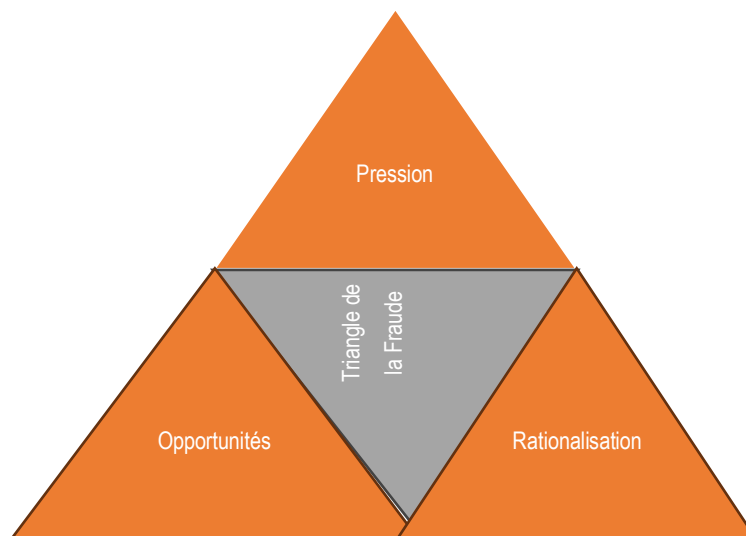 Pression
Triangle de
la Fraude
Opportunités
Rationalisation